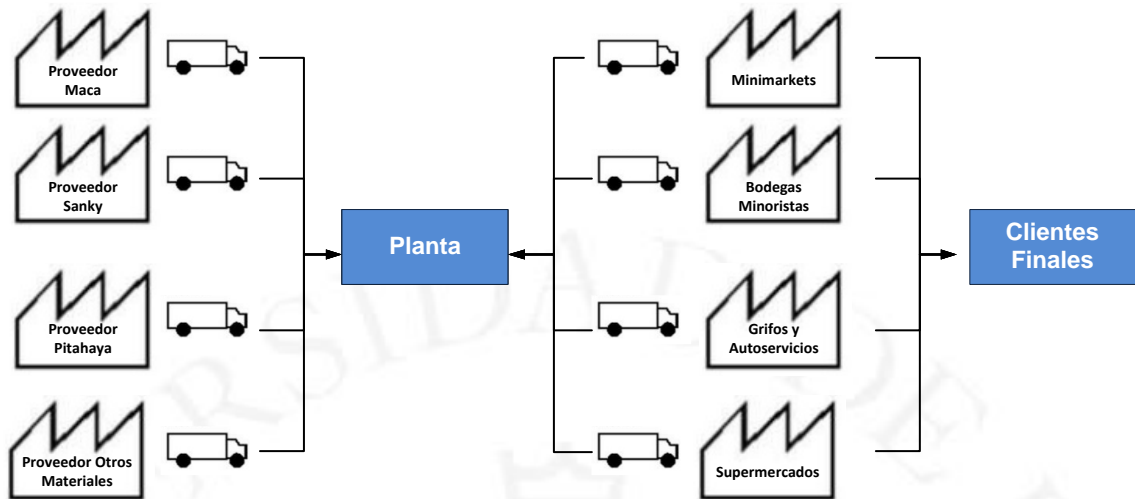 Proveedor
Maca
Proveedor
Sanky
Proveedor
Pitahaya
Proveedor Otros
Materiales
Planta
Minimarkets
Bodegas
Minoristas
Grifos y
Autoservicios
Supermercados
Clientes
Finales